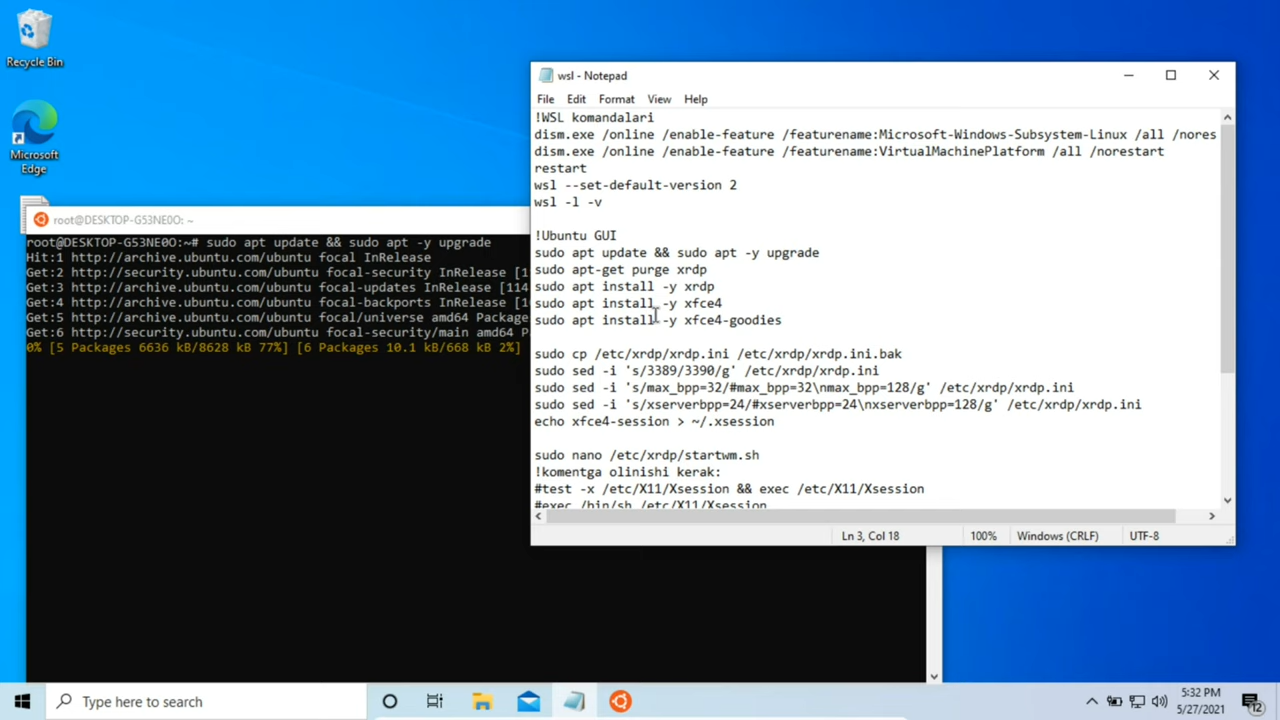 Recycle Bin
Microsoft
Edge
wsl - Notepad
File Edit Format View Help
!WSL komandalari
dism.exe /online /enable-feature /featurename:Microsoft-Windows-Subsystem-Linux /all /nores
dism.exe /online /enable-feature /featurename:VirtualMachinePlatform /all /norestart
restart
wsl --set-default-version 2
wsl -l -v
!Ubuntu GUI
sudo apt update && sudo apt -y upgrade
sudo apt-get purge xrdp
sudo apt install -y xrdp
sudo apt install -y xfce4
sudo apt install -y xfce4-goodies
sudo cp /etc/xrdp/xrdp.ini /etc/xrdp/xrdp.ini.bak
sudo sed -i 's/3389/3390/g' /etc/xrdp/xrdp.ini
sudo sed -i 's/max_bpp=32/#max_bpp=32\nmax_bpp=128/g' /etc/xrdp/xrdp.ini
sudo sed -i 's/xserverbpp=24/#xserverbpp=24\nxserverbpp=128/g' /etc/xrdp/xrdp.ini
echo xfce4-session > ~/.xsession
sudo nano /etc/xrdp/startwm.sh
!komentga olinishi kerak:
#test -x /etc/X11/Xsession && exec /etc/X11/Xsession
#exec /bin/sh /etc/X11/Xsession
Ln 3, Col 18 100% Windows (CRLF) UTF-8
root@DESKTOP-G53NE0O: ~
root@DESKTOP-G53NE0O:~# sudo apt update && sudo apt -y upgrade
Hit:1 http://archive.ubuntu.com/ubuntu focal InRelease
Get:2 http://security.ubuntu.com/ubuntu focal-security InRelease [1
Get:3 http://archive.ubuntu.com/ubuntu focal-updates InRelease [114
Get:4 http://archive.ubuntu.com/ubuntu focal-backports InRelease [10
Get:5 http://archive.ubuntu.com/ubuntu focal/universe amd64 Package
Get:6 http://security.ubuntu.com/ubuntu focal-security/main amd64 P
0% [5 Packages 6636 kB/8628 kB 77%] [6 Packages 10.1 kB/668 kB 2%]
Type here to search
5:32 PM
5/27/2021
12